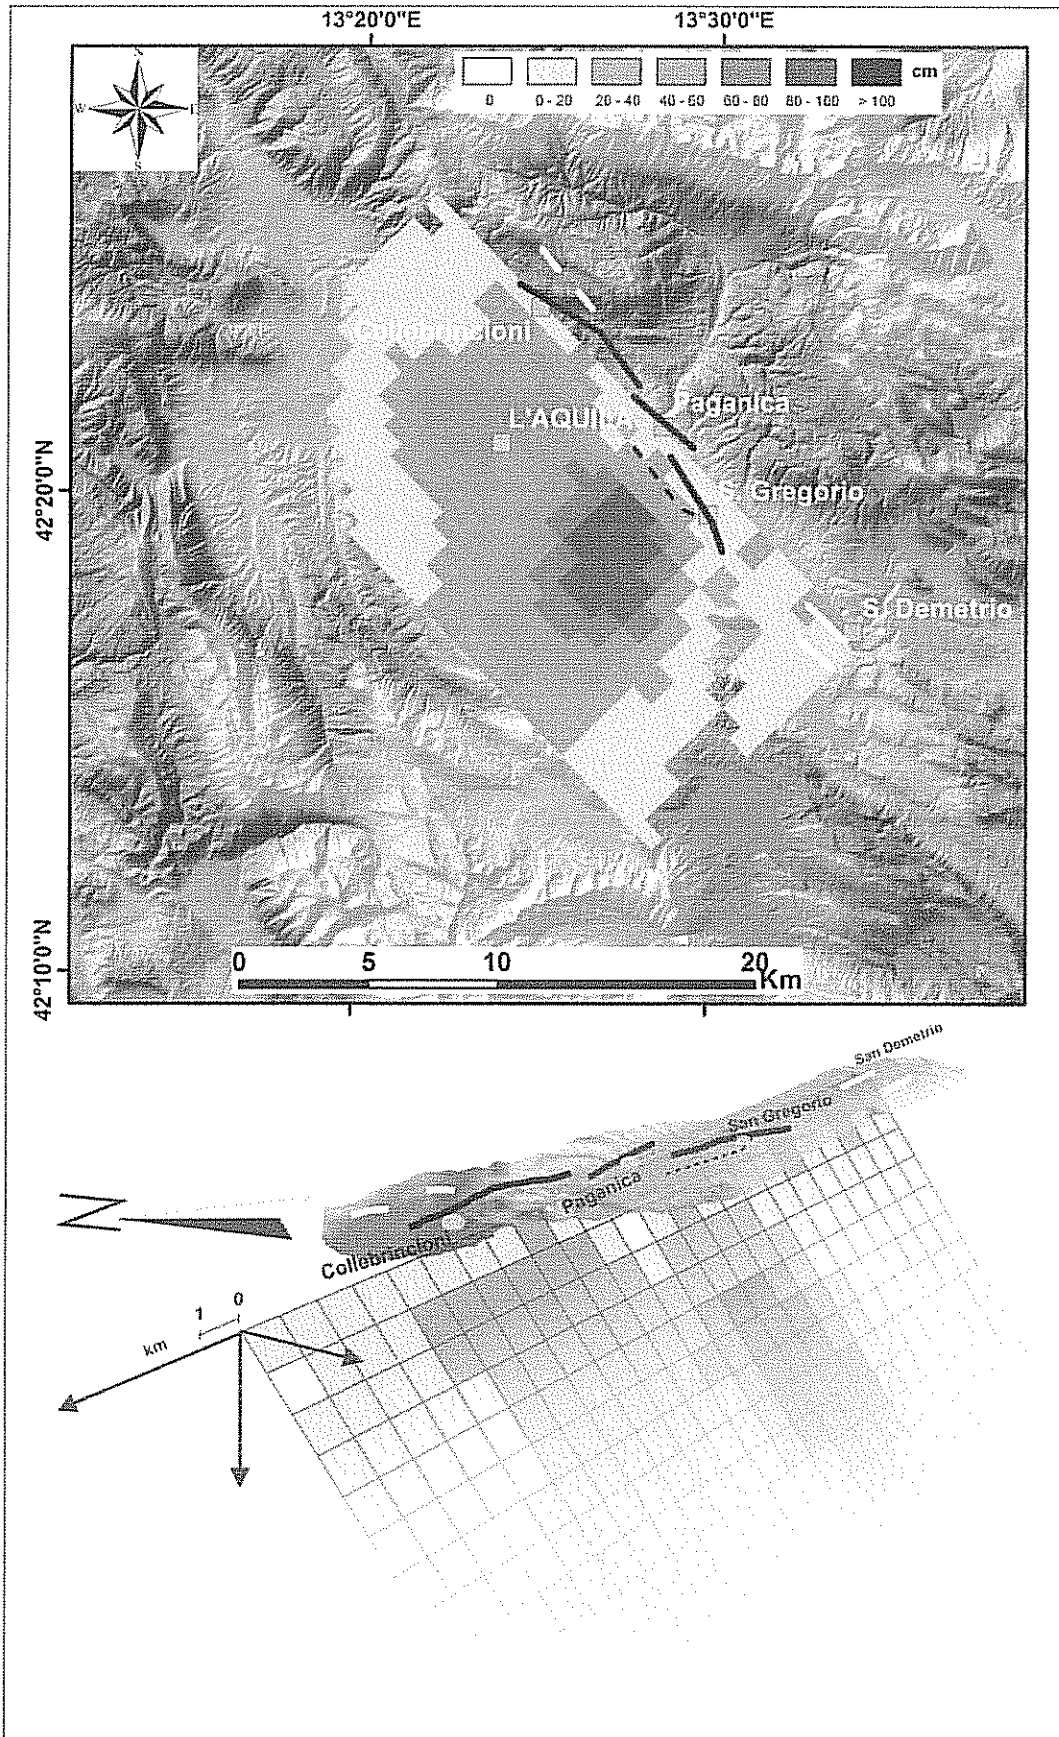 13°20'0"E 13°30'0"E
N
W
S
cm
0 0 - 20 20 - 40 40 - 60 60 - 80 80 - 100 > 100
Collebrincioni
Paganica
L'AQUILA
42°20'0"N
S. Gregorio
S. Demetrio
42°10'0"N
0 5 10 20
Km
San Demetrio
San Gregorio
Paganica
Collebrincioni
1 0
km